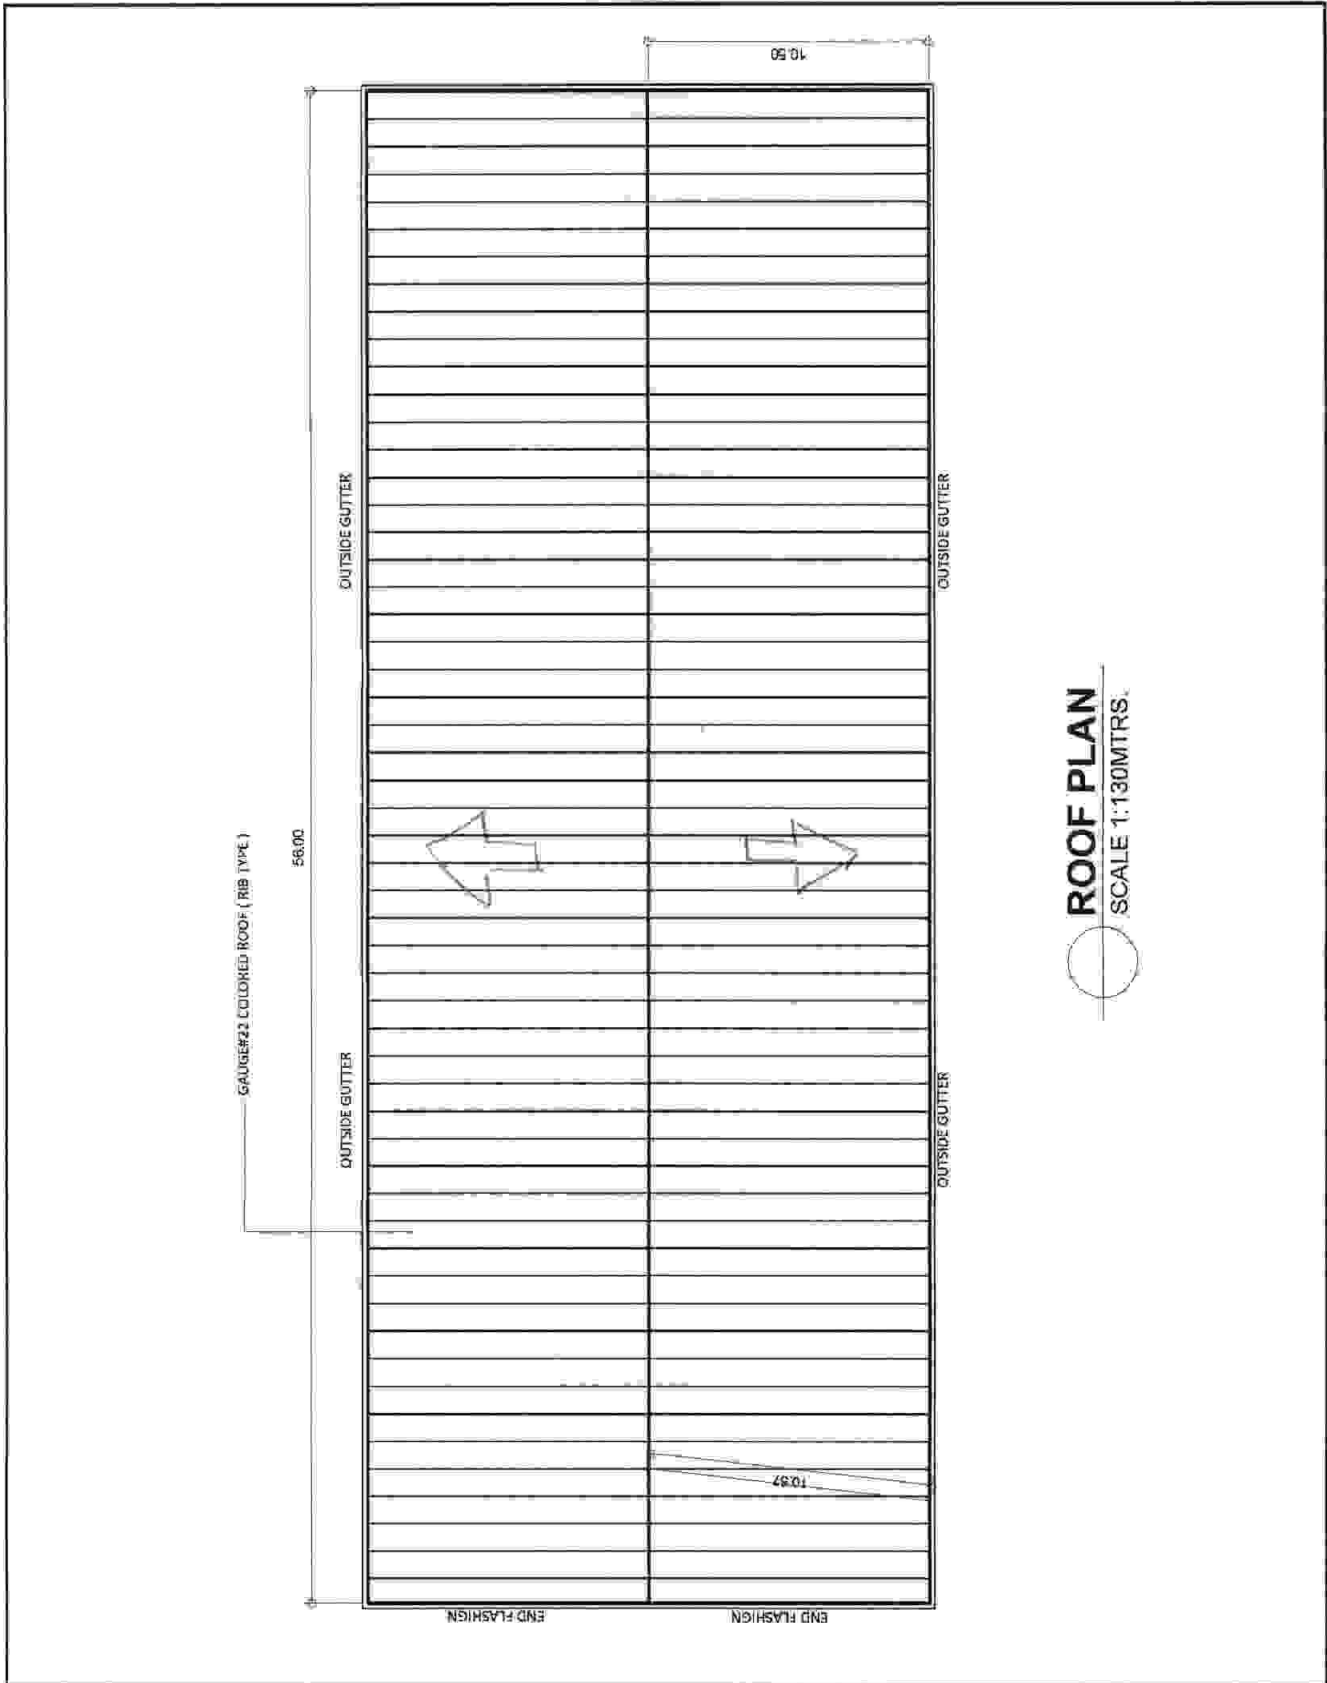 GAUGE#22 COLORED ROOF ( RIB TYPE )
56.00
OUTSIDE GUTTER
OUTSIDE GUTTER
10.50
10.57
END FLASHIGN
END FLASHIGN
OUTSIDE GUTTER
OUTSIDE GUTTER
ROOF PLAN
SCALE 1:130MTRS.